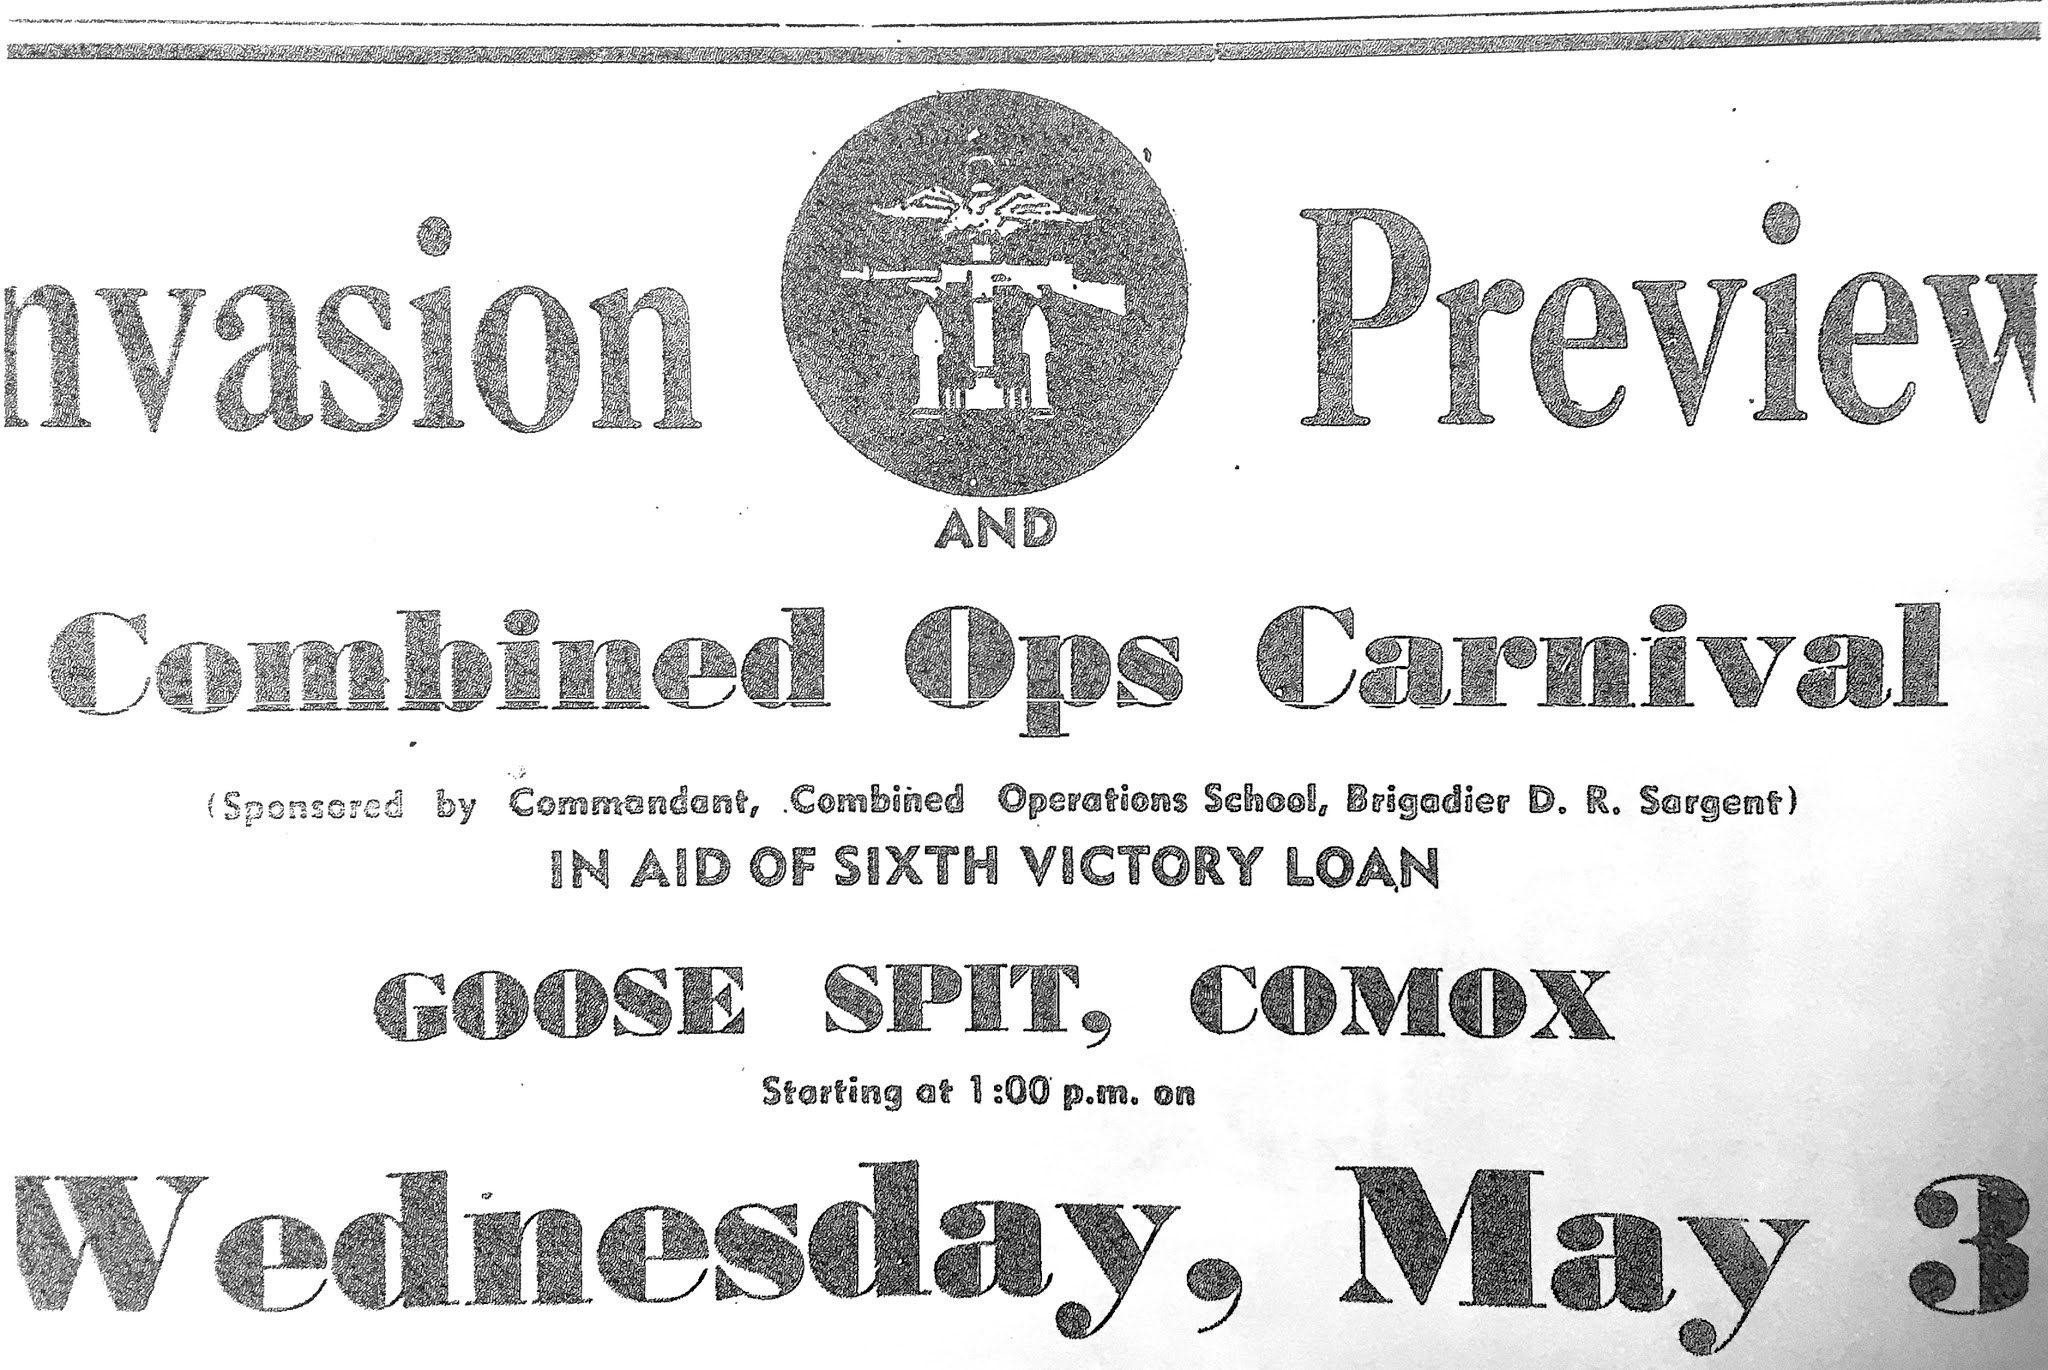 nvasion Preview
AND
Combined Ops Carnival
(Sponsored by Commandant, Combined Operations School, Brigadier D. R. Sargent)
IN AID OF SIXTH VICTORY LOAN
GOOSE SPIT, COMOX
Starting at 1:00 p.m. on
Wednesday, May 3